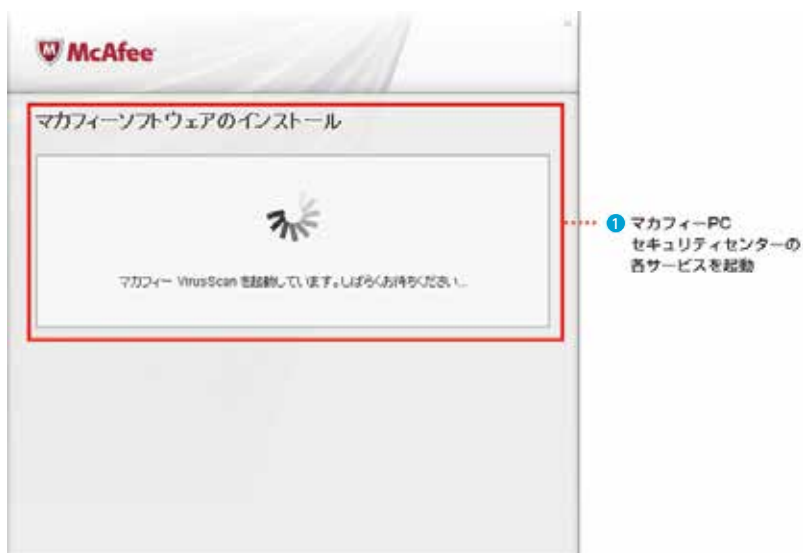 McAfee
マカフィーソフトウェアのインストール
マカフィー VirusScan を起動しています。しばらくお待ちください...
1 マカフィーPC
セキュリティセンターの
各サービスを起動